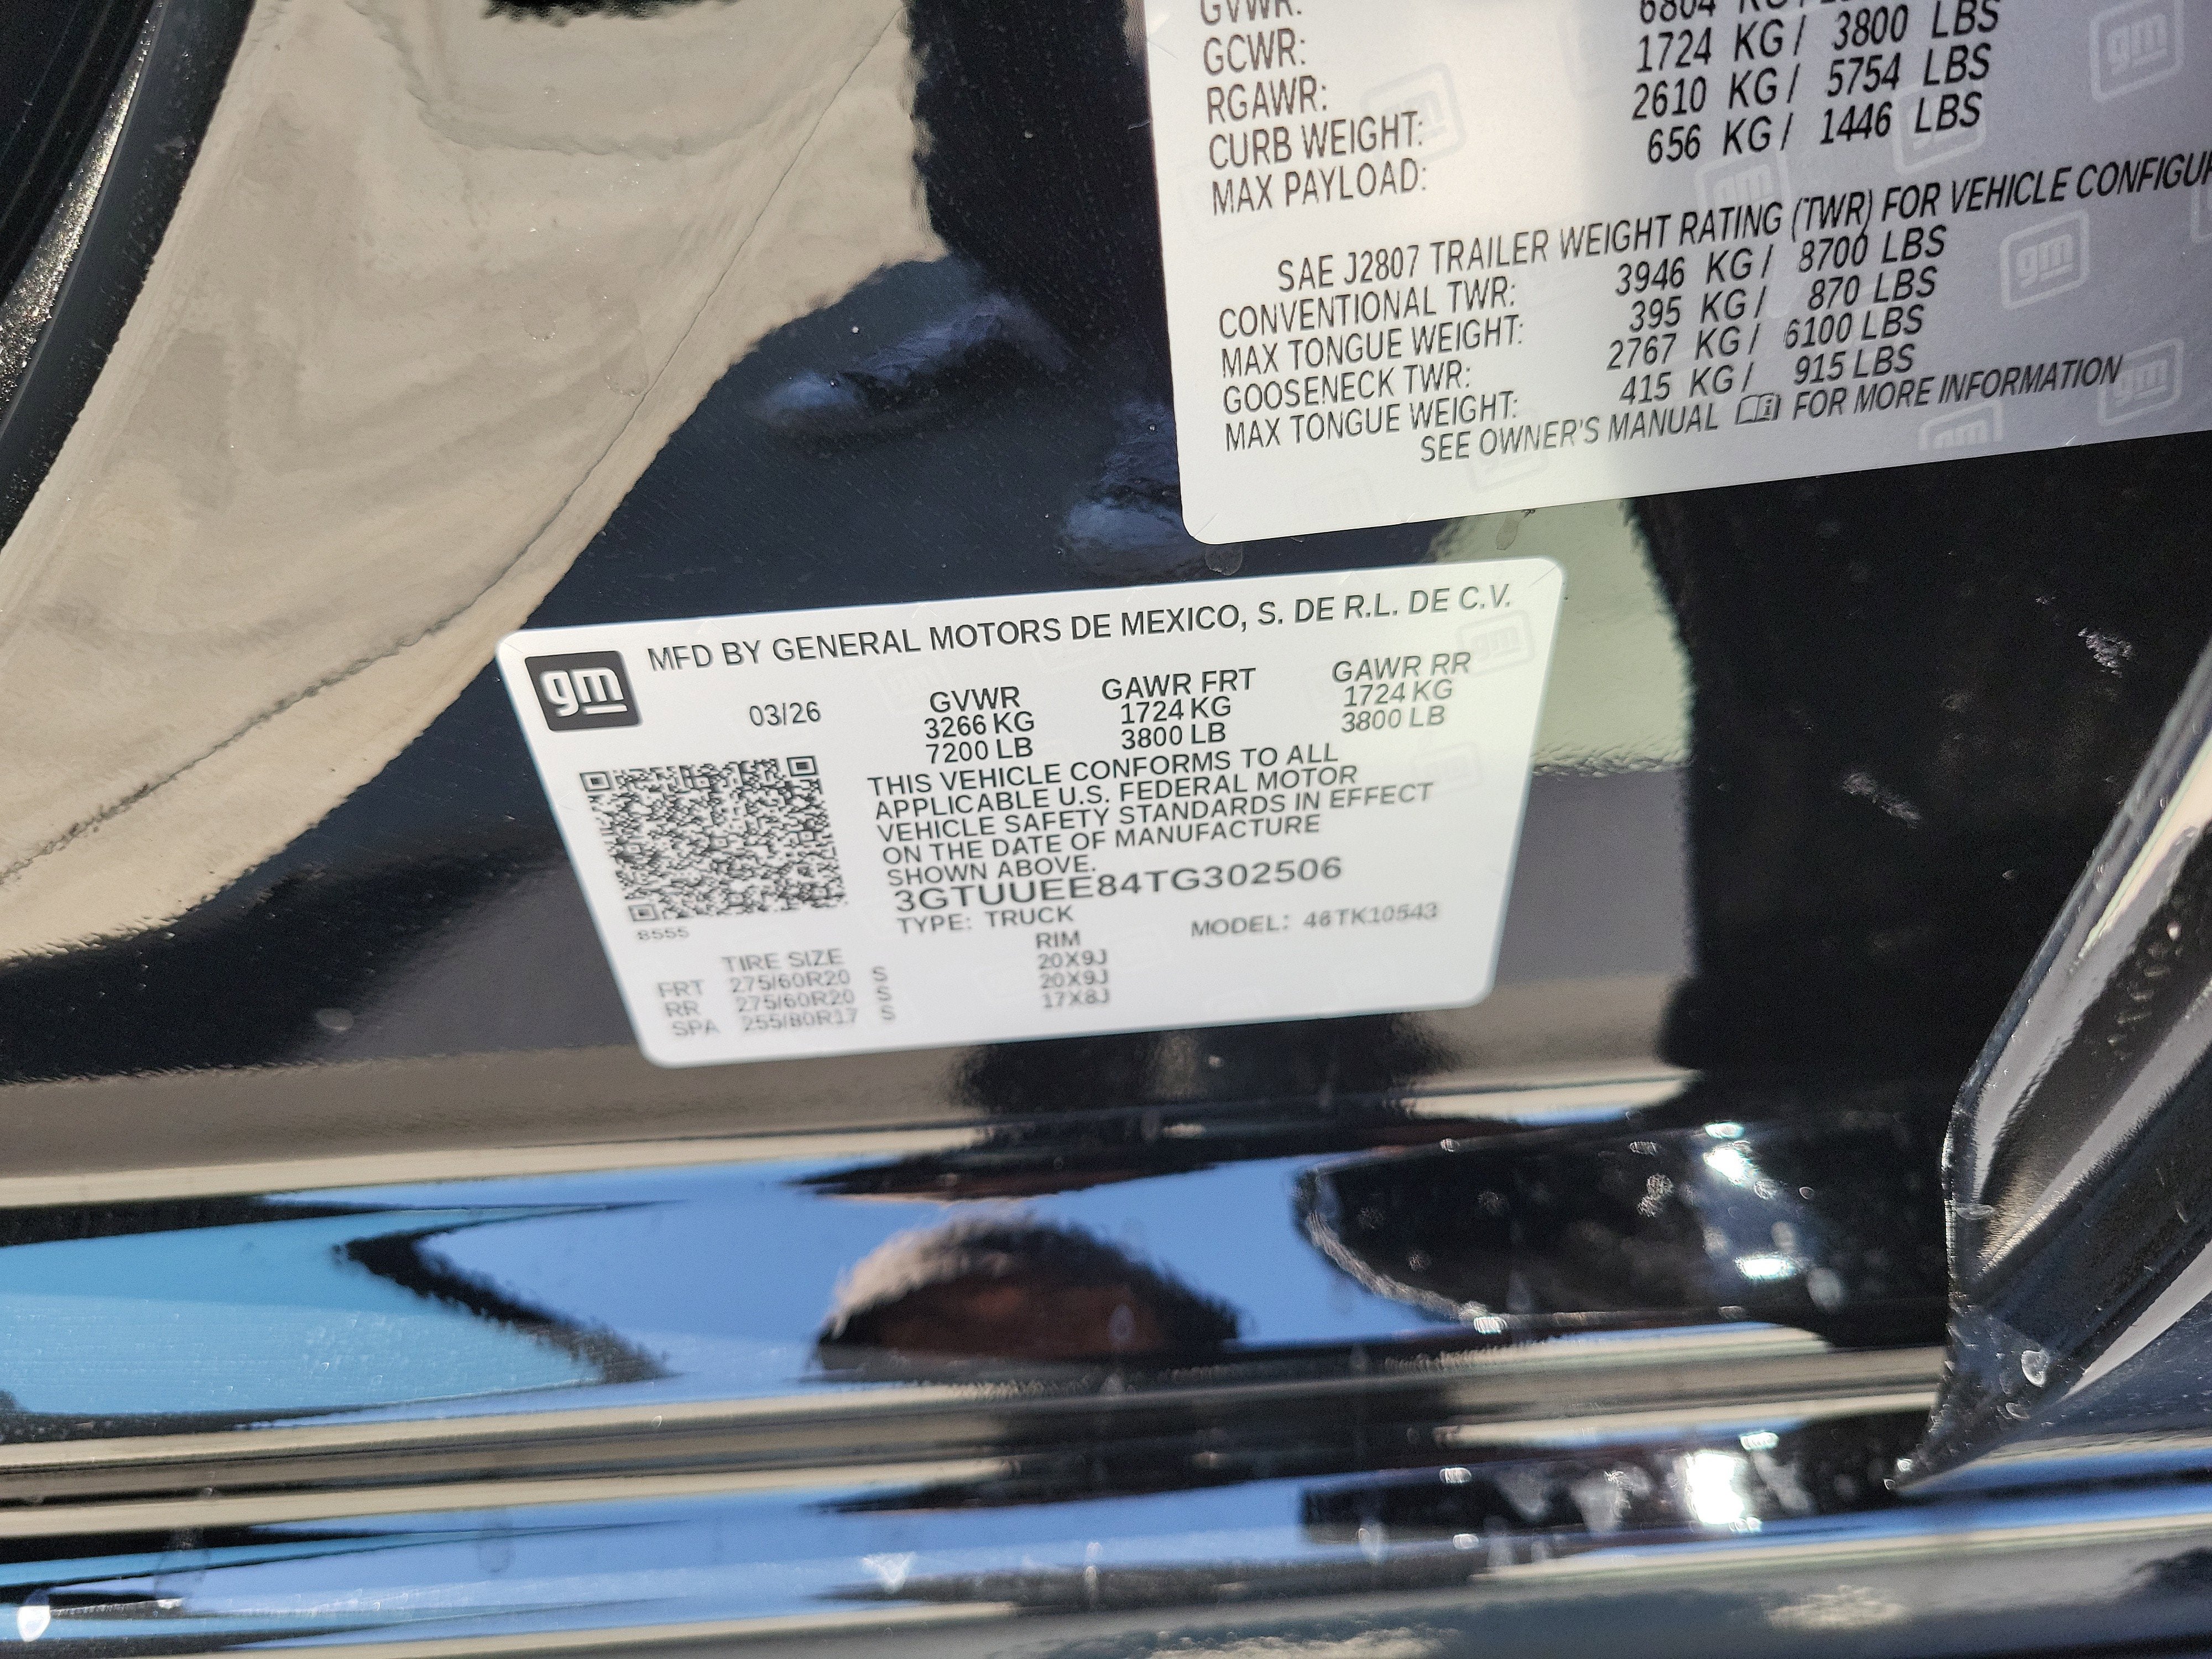 GVWR:
GCWR: 6804 KG/
RGAWR: 1724 KG/ 3800 LBS
CURB WEIGHT: 2610 KG/ 5754 LBS
MAX PAYLOAD: 656 KG/ 1446 LBS
SAE J2807 TRAILER WEIGHT RATING (TWR) FOR VEHICLE CONFIGUR
CONVENTIONAL TWR: 3946 KG/ 8700 LBS
MAX TONGUE WEIGHT: 395 KG/ 870 LBS
GOOSENECK TWR: 2767 KG/ 6100 LBS
MAX TONGUE WEIGHT: 415 KG/ 915 LBS
SEE OWNER'S MANUAL FOR MORE INFORMATION
gm MFD BY GENERAL MOTORS DE MEXICO, S. DE R.L. DE C.V.
03/26 GVWR GAWR FRT GAWR RR
3266 KG 1724 KG 1724 KG
7200 LB 3800 LB 3800 LB
THIS VEHICLE CONFORMS TO ALL
APPLICABLE U.S. FEDERAL MOTOR
VEHICLE SAFETY STANDARDS IN EFFECT
ON THE DATE OF MANUFACTURE
SHOWN ABOVE.
3GTUUEE84TG302506
8555 TYPE: TRUCK MODEL: 46TK10543
TIRE SIZE RIM
FRT 275/60R20 S 20X9J
RR 275/60R20 S 20X9J
SPA 255/80R17 S 17X8J